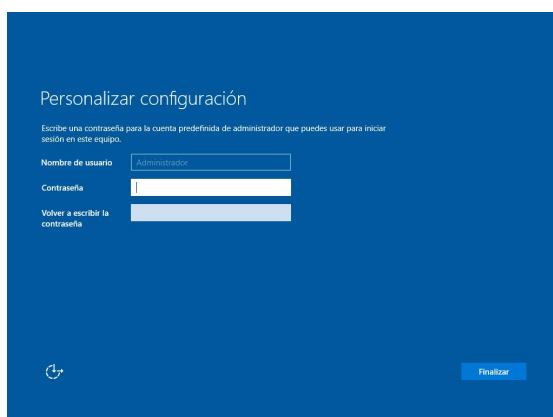 Personalizar configuración
Escribe una contraseña para la cuenta predefinida de administrador que puedes usar para iniciar
sesión en este equipo.
Nombre de usuario
Administrador
Contraseña
Volver a escribir la
contraseña
Finalizar